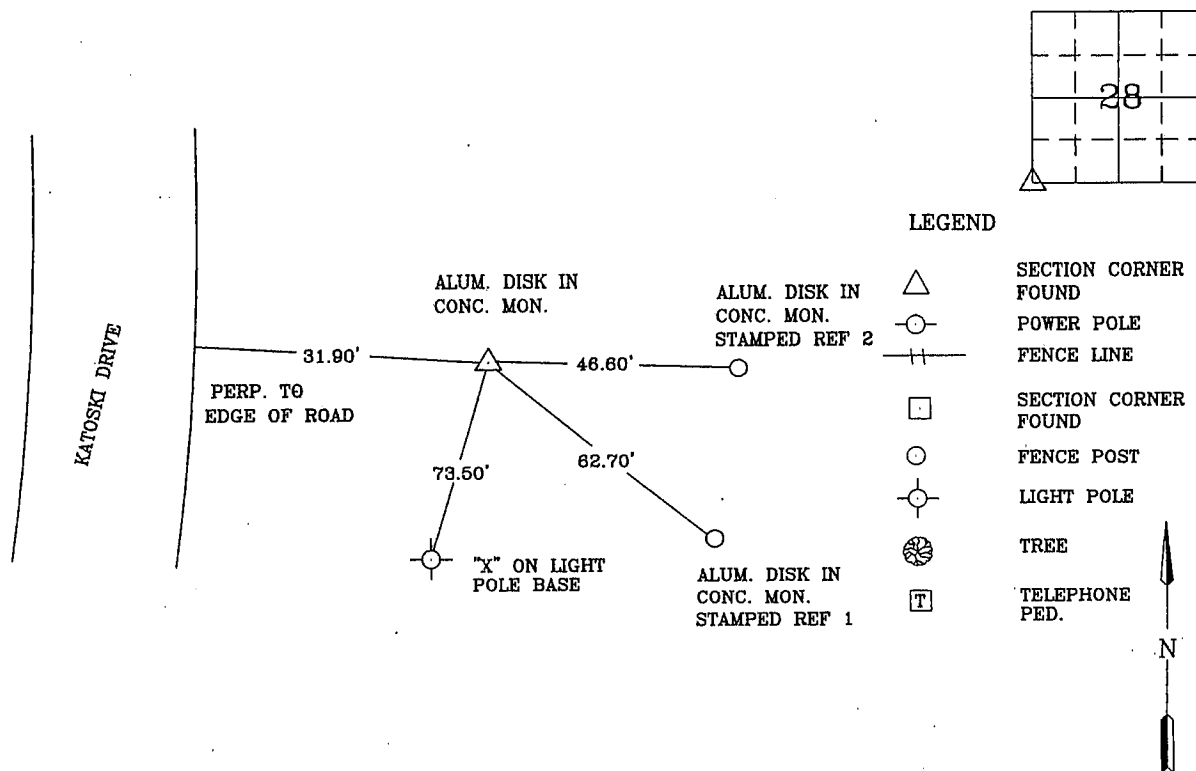 28
LEGEND
SECTION CORNER
FOUND
POWER POLE
FENCE LINE
SECTION CORNER
FOUND
FENCE POST
LIGHT POLE
TREE
T
TELEPHONE
PED.
N
KATOSKI DRIVE
ALUM. DISK IN
CONC. MON.
ALUM. DISK IN
CONC. MON.
STAMPED REF 2
31.90'
46.60'
PERP. TO
EDGE OF ROAD
73.50'
62.70'
"X" ON LIGHT
POLE BASE
ALUM. DISK IN
CONC. MON.
STAMPED REF 1